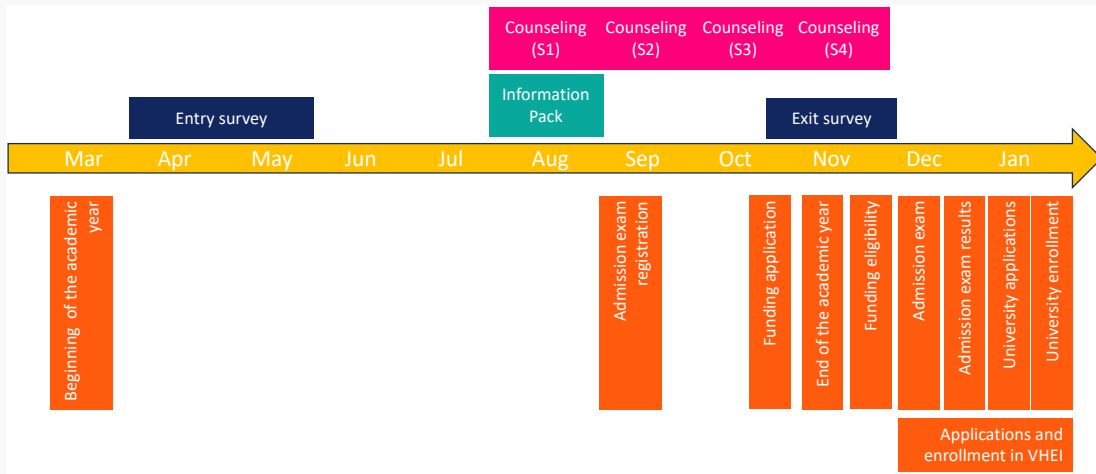 Counseling
(S1)
Counseling
(S2)
Counseling
(S3)
Counseling
(S4)
Information
Pack
Entry survey
Exit survey
Mar
Apr
May
Jun
Jul
Aug
Sep
Oct
Nov
Dec
Jan
Beginning of the academic
year
Admission exam
registration
Funding application
End of the academic year
Funding eligibility
Admission exam
Admission exam results
University applications
University enrollment
Applications and
enrollment in VHEI